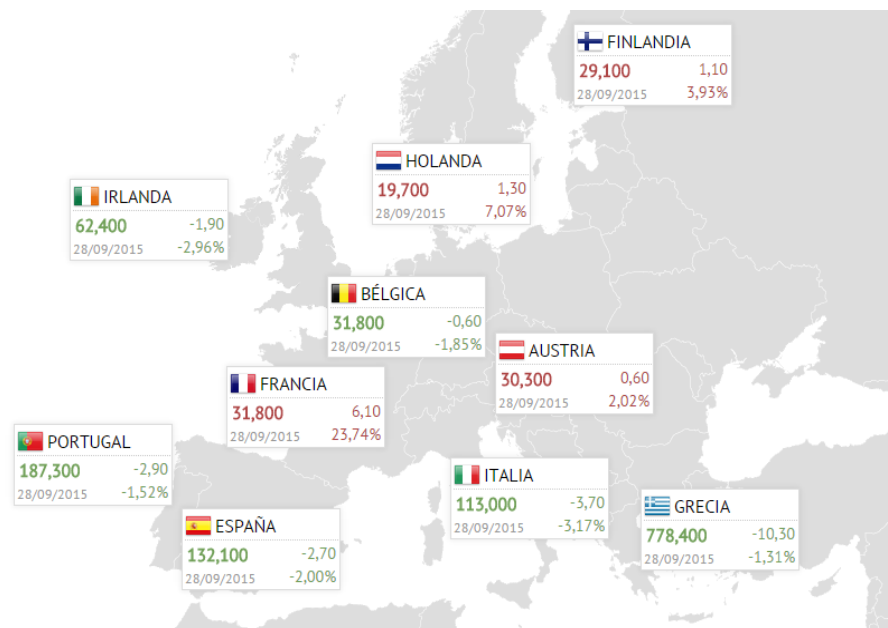 FINLANDIA
29,100 1,10
28/09/2015 3,93%
HOLANDA
19,700 1,30
28/09/2015 7,07%
IRLANDA
62,400 -1,90
28/09/2015 -2,96%
BÉLGICA
31,800 -0,60
28/09/2015 -1,85%
AUSTRIA
30,300 0,60
28/09/2015 2,02%
FRANCIA
31,800 6,10
28/09/2015 23,74%
PORTUGAL
187,300 -2,90
28/09/2015 -1,52%
ITALIA
113,000 -3,70
28/09/2015 -3,17%
GRECIA
778,400 -10,30
28/09/2015 -1,31%
ESPAÑA
132,100 -2,70
28/09/2015 -2,00%